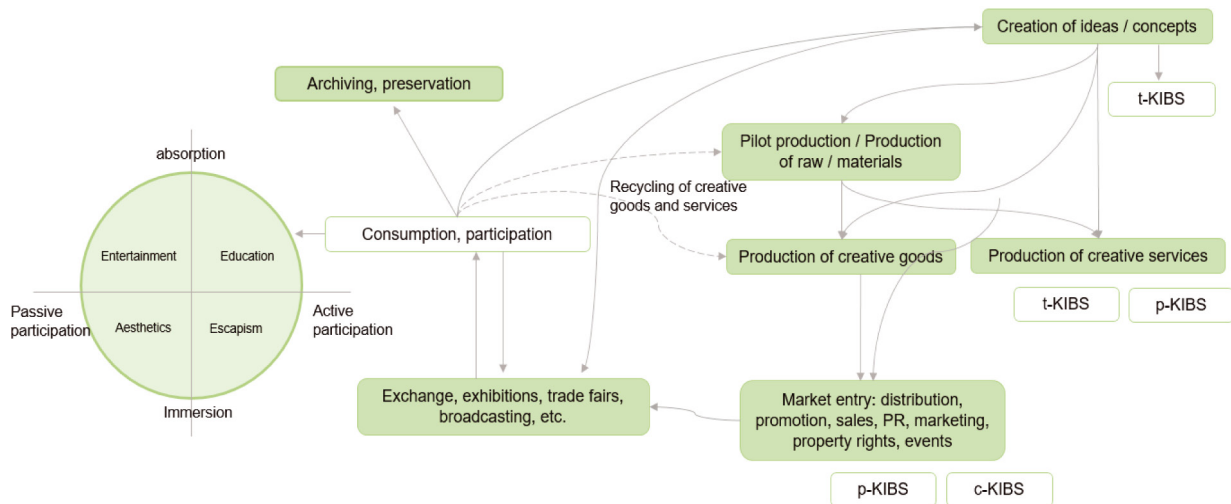 Creation of ideas / concepts
t-KIBS
Archiving, preservation
Pilot production / Production
of raw / materials
absorption
Recycling of creative
goods and services
Consumption, participation
Entertainment
Education
Production of creative goods
Production of creative services
Passive
participation
Aesthetics
Escapism
Active
participation
t-KIBS
p-KIBS
Immersion
Exchange, exhibitions, trade fairs,
broadcasting, etc.
Market entry: distribution,
promotion, sales, PR, marketing,
property rights, events
p-KIBS
c-KIBS